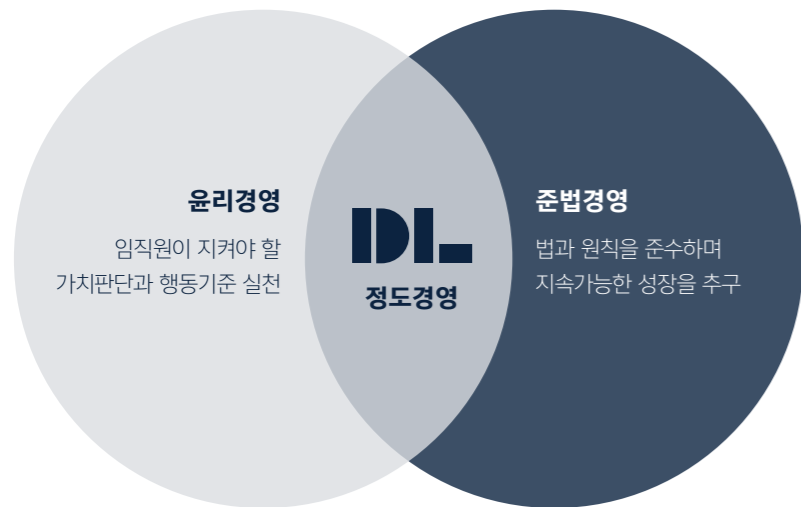 윤리경영
임직원이 지켜야 할
가치판단과 행동기준 실천
DL
정도경영
준법경영
법과 원칙을 준수하며
지속가능한 성장을 추구